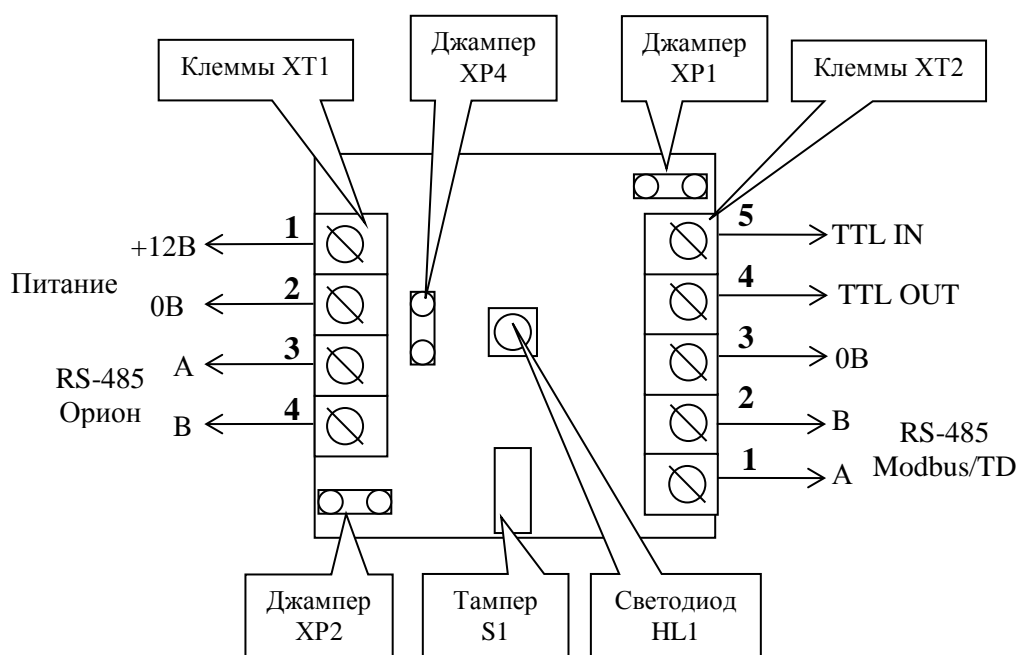 Клеммы XT1
Джампер
XP4
Джампер
XP1
Клеммы XT2
1
+12В
2
0В
Питание
3
A
4
B
RS-485
Орион
5
TTL IN
4
TTL OUT
3
0В
2
B
1
A
RS-485
Modbus/TD
Джампер
XP2
Тампер
S1
Светодиод
HL1